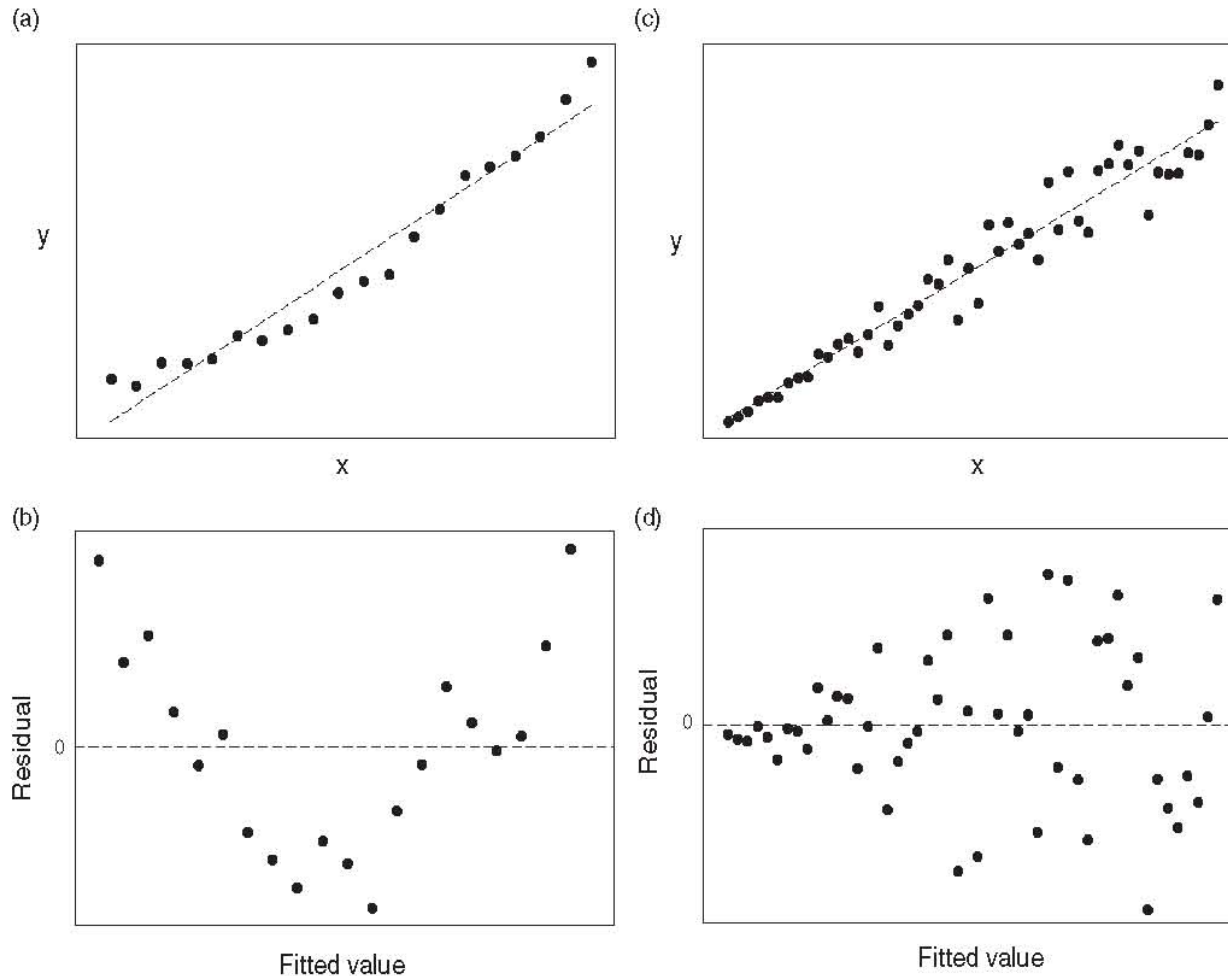 (a)
y
x
(c)
y
x
(b)
Residual
0
Fitted value
(d)
Residual
0
Fitted value